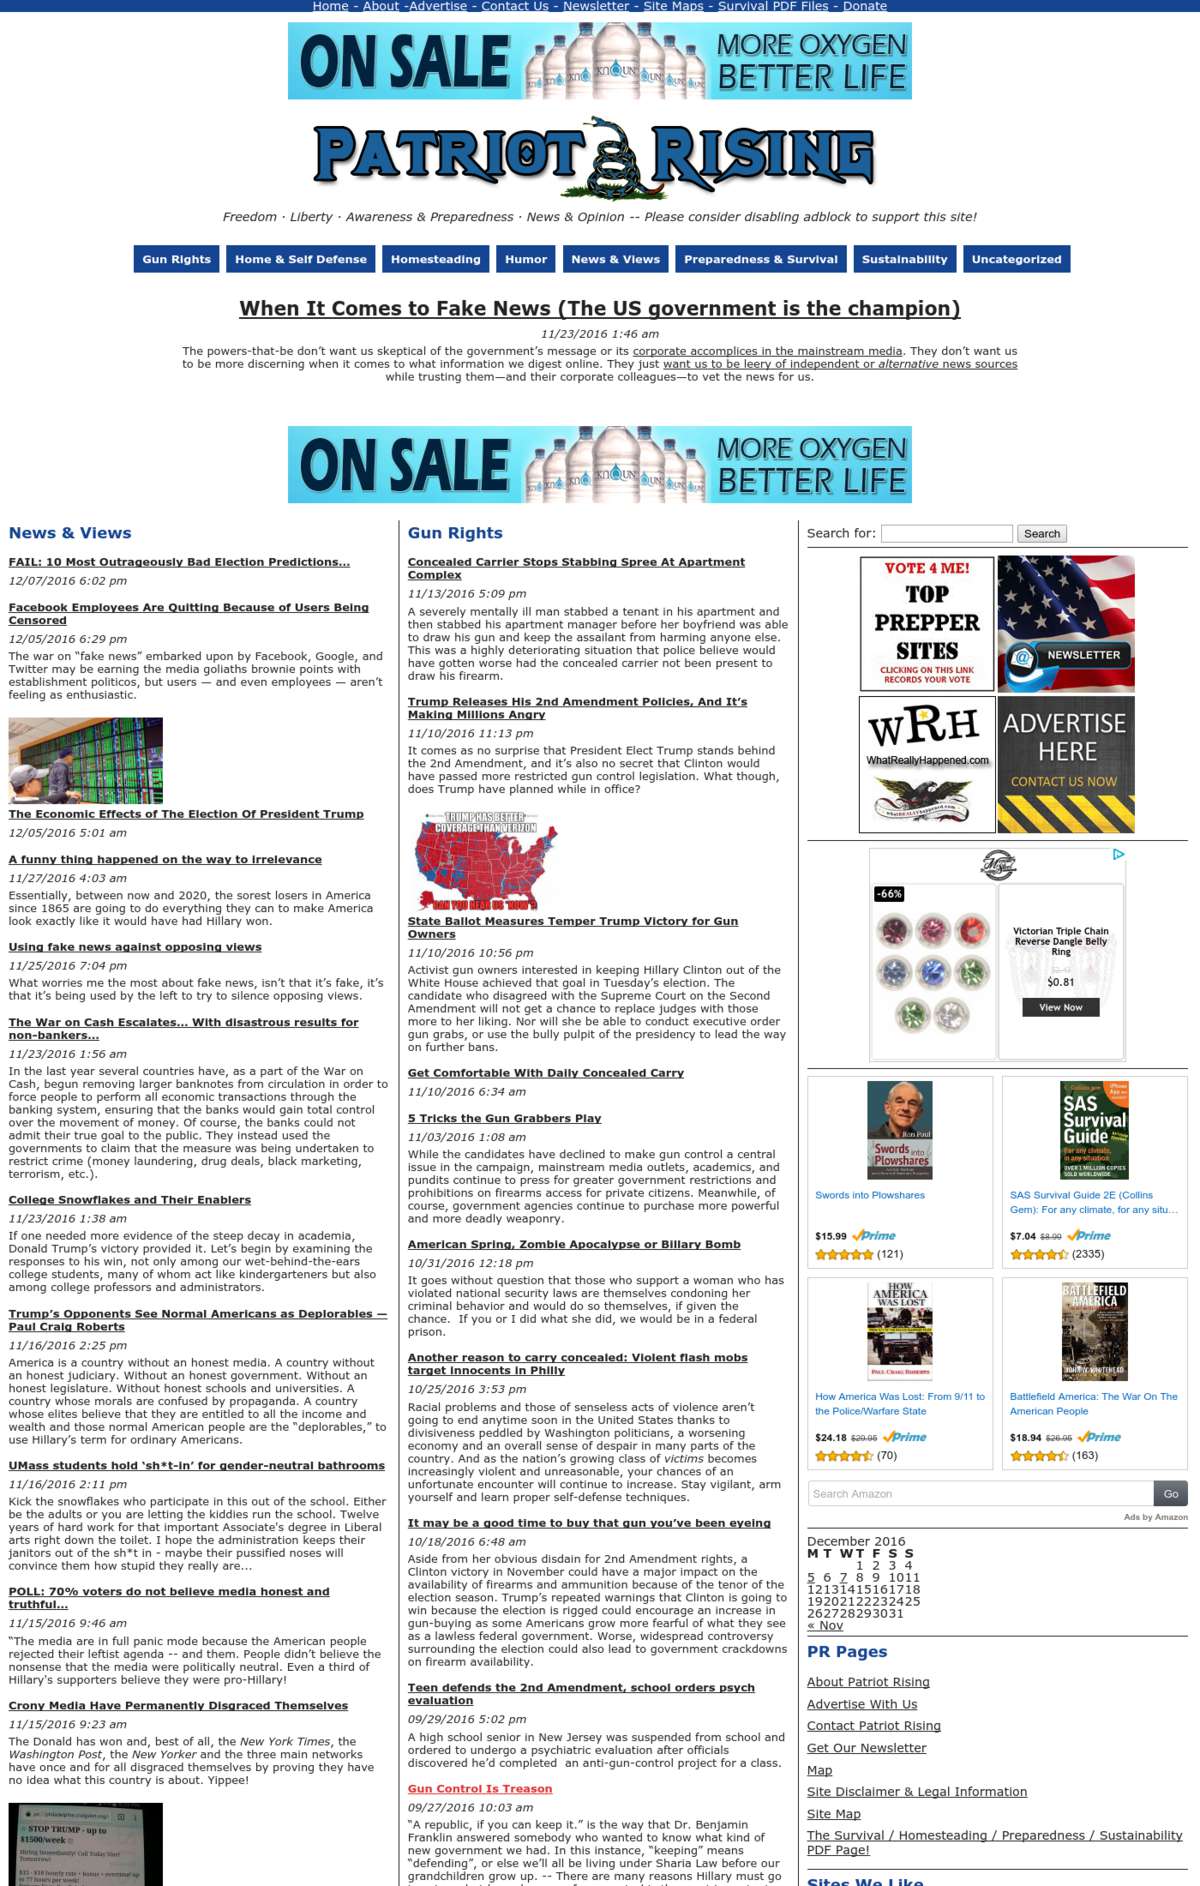 Home - About -Advertise - Contact Us - Newsletter - Site Maps - Survival PDF Files - Donate
ON SALE
MORE OXYGEN
BETTER LIFE
PATRIOT RISING
Freedom · Liberty · Awareness & Preparedness · News & Opinion -- Please consider disabling adblock to support this site!
Gun Rights
Home & Self Defense
Homesteading
Humor
News & Views
Preparedness & Survival
Sustainability
Uncategorized
When It Comes to Fake News (The US government is the champion)
11/23/2016 1:46 am
The powers-that-be don’t want us skeptical of the government’s message or its corporate accomplices in the mainstream media. They don’t want us
to be more discerning when it comes to what information we digest online. They just want us to be leery of independent or alternative news sources
while trusting them—and their corporate colleagues—to vet the news for us.
ON SALE
MORE OXYGEN
BETTER LIFE
News & Views
FAIL: 10 Most Outrageously Bad Election Predictions…
12/07/2016 6:02 pm
Facebook Employees Are Quitting Because of Users Being
Censored
12/05/2016 6:29 pm
The war on “fake news” embarked upon by Facebook, Google, and
Twitter may be earning the media goliaths brownie points with
establishment politicos, but users — and even employees — aren’t
feeling as enthusiastic.
The Economic Effects of The Election Of President Trump
12/05/2016 5:01 am
A funny thing happened on the way to irrelevance
11/27/2016 4:03 am
Essentially, between now and 2020, the sorest losers in America
since 1865 are going to do everything they can to make America
look exactly like it would have had Hillary won.
Using fake news against opposing views
11/25/2016 7:04 pm
What worries me the most about fake news, isn’t that it’s fake, it’s
that it’s being used by the left to try to silence opposing views.
The War on Cash Escalates… With disastrous results for
non-bankers…
11/23/2016 1:56 am
In the last year several countries have, as a part of the War on
Cash, begun removing larger banknotes from circulation in order to
force people to perform all economic transactions through the
banking system, ensuring that the banks would gain total control
over the movement of money. Of course, the banks could not
admit their true goal to the public. They instead used the
governments to claim that the measure was being undertaken to
restrict crime (money laundering, drug deals, black marketing,
terrorism, etc.).
College Snowflakes and Their Enablers
11/23/2016 1:38 am
If one needed more evidence of the steep decay in academia,
Donald Trump’s victory provided it. Let’s begin by examining the
responses to his win, not only among our wet-behind-the-ears
college students, many of whom act like kindergarteners but also
among college professors and administrators.
Trump’s Opponents See Normal Americans as Deplorables —
Paul Craig Roberts
11/16/2016 2:25 pm
America is a country without an honest media. A country without
an honest judiciary. Without an honest government. Without an
honest legislature. Without honest schools and universities. A
country whose morals are confused by propaganda. A country
whose elites believe that they are entitled to all the income and
wealth and those normal American people are the “deplorables,” to
use Hillary’s term for ordinary Americans.
UMass students hold ‘sh*t-in’ for gender-neutral bathrooms
11/16/2016 2:11 pm
Kick the snowflakes who participate in this out of the school. Either
be the adults or you are letting the kiddies run the school. Twelve
years of hard work for that important Associate's degree in Liberal
arts right down the toilet. I hope the administration keeps their
janitors out of the sh*t in - maybe their pussified noses will
convince them how stupid they really are...
POLL: 70% voters do not believe media honest and
truthful…
11/15/2016 9:46 am
“The media are in full panic mode because the American people
rejected their leftist agenda -- and them. People didn’t believe the
nonsense that the media were politically neutral. Even a third of
Hillary’s supporters believe they were pro-Hillary!
Crony Media Have Permanently Disgraced Themselves
11/15/2016 9:23 am
The Donald has won and, best of all, the New York Times, the
Washington Post, the New Yorker and the three main networks
have once and for all disgraced themselves by proving they have
no idea what this country is about. Yippee!
STOP TRUMP - up to
$1500/week
Gun Rights
Concealed Carrier Stops Stabbing Spree At Apartment
Complex
11/13/2016 5:09 pm
A severely mentally ill man stabbed a tenant in his apartment and
then stabbed his apartment manager before her boyfriend was able
to draw his gun and keep the assailant from harming anyone else.
This was a highly deteriorating situation that police believe would
have gotten worse had the concealed carrier not been present to
draw his firearm.
Trump Releases His 2nd Amendment Policies, And It’s
Making Millions Angry
11/10/2016 11:13 pm
It comes as no surprise that President Elect Trump stands behind
the 2nd Amendment, and it’s also no secret that Clinton would
have passed more restricted gun control legislation. What though,
does Trump have planned while in office?
TRUMP HAS BETTER
COVERAGE THAN VERIZON
CAN YOU HEAR US "NOW"?
State Ballot Measures Temper Trump Victory for Gun
Owners
11/10/2016 10:56 pm
Activist gun owners interested in keeping Hillary Clinton out of the
White House achieved that goal in Tuesday’s election. The
candidate who disagreed with the Supreme Court on the Second
Amendment will not get a chance to replace judges with those
more to her liking. Nor will she be able to conduct executive order
gun grabs, or use the bully pulpit of the presidency to lead the way
on further bans.
Get Comfortable With Daily Concealed Carry
11/10/2016 6:34 am
5 Tricks the Gun Grabbers Play
11/03/2016 1:08 am
While the candidates have declined to make gun control a central
issue in the campaign, mainstream media outlets, academics, and
pundits continue to press for greater government restrictions and
prohibitions on firearms access for private citizens. Meanwhile, of
course, government agencies continue to purchase more powerful
and more deadly weaponry.
American Spring, Zombie Apocalypse or Billary Bomb
10/31/2016 12:18 pm
It goes without question that those who support a woman who has
violated national security laws are themselves condoning her
criminal behavior and would do so themselves, if given the
chance.  If you or I did what she did, we would be in a federal
prison.
Another reason to carry concealed: Violent flash mobs
target innocents in Philly
10/25/2016 3:53 pm
Racial problems and those of senseless acts of violence aren’t
going to end anytime soon in the United States thanks to
divisiveness peddled by Washington politicians, a worsening
economy and an overall sense of despair in many parts of the
country. And as the nation’s growing class of victims becomes
increasingly violent and unreasonable, your chances of an
unfortunate encounter will continue to increase. Stay vigilant, arm
yourself and learn proper self-defense techniques.
It may be a good time to buy that gun you’ve been eyeing
10/18/2016 6:48 am
Aside from her obvious disdain for 2nd Amendment rights, a
Clinton victory in November could have a major impact on the
availability of firearms and ammunition because of the tenor of the
election season. Trump’s repeated warnings that Clinton is going to
win because the election is rigged could encourage an increase in
gun-buying as some Americans grow more fearful of what they see
as a lawless federal government. Worse, widespread controversy
surrounding the election could also lead to government crackdowns
on firearm availability.
Teen defends the 2nd Amendment, school orders psych
evaluation
09/29/2016 5:02 pm
A high school senior in New Jersey was suspended from school and
ordered to undergo a psychiatric evaluation after officials
discovered he’d completed  an anti-gun-control project for a class.
Gun Control Is Treason
09/27/2016 10:03 am
“A republic, if you can keep it.” is the way that Dr. Benjamin
Franklin answered somebody who wanted to know what kind of
new government we had. In this instance, “keeping” means
“defending”, or else we’ll all be living under Sharia Law before our
grandchildren grow up. -- There are many reasons Hillary must go
Search for:
Search
VOTE 4 ME!
TOP
PREPPER
SITES
CLICKING ON THIS LINK
RECORDS YOUR VOTE
NEWSLETTER
WRH
WhatReallyHappened.com
ADVERTISE
HERE
CONTACT US NOW
-66%
Victorian Triple Chain
Reverse Dangle Belly
Ring
$0.81
View Now
Ron Paul
Swords into
Plowshares
Swords into Plowshares
$15.99 Prime
(121)
SAS
Survival
Guide
For any climate,
in any situation
OVER 1 MILLION COPIES
SOLD WORLDWIDE
SAS Survival Guide 2E (Collins
Gem): For any climate, for any situ…
$7.04 $8.99 Prime
(2335)
HOW
AMERICA
WAS LOST
PAUL CRAIG ROBERTS
How America Was Lost: From 9/11 to
the Police/Warfare State
$24.18 $29.95 Prime
(70)
BATTLEFIELD
AMERICA
JOHN W. WHITEHEAD
Battlefield America: The War On The
American People
$18.94 $26.95 Prime
(163)
Search Amazon
Go
Ads by Amazon
December 2016
M T W T F S S
1 2 3 4
5 6 7 8 9 10 11
12 13 14 15 16 17 18
19 20 21 22 23 24 25
26 27 28 29 30 31
« Nov
PR Pages
About Patriot Rising
Advertise With Us
Contact Patriot Rising
Get Our Newsletter
Map
Site Disclaimer & Legal Information
Site Map
The Survival / Homesteading / Preparedness / Sustainability
PDF Page!
Sites We Like